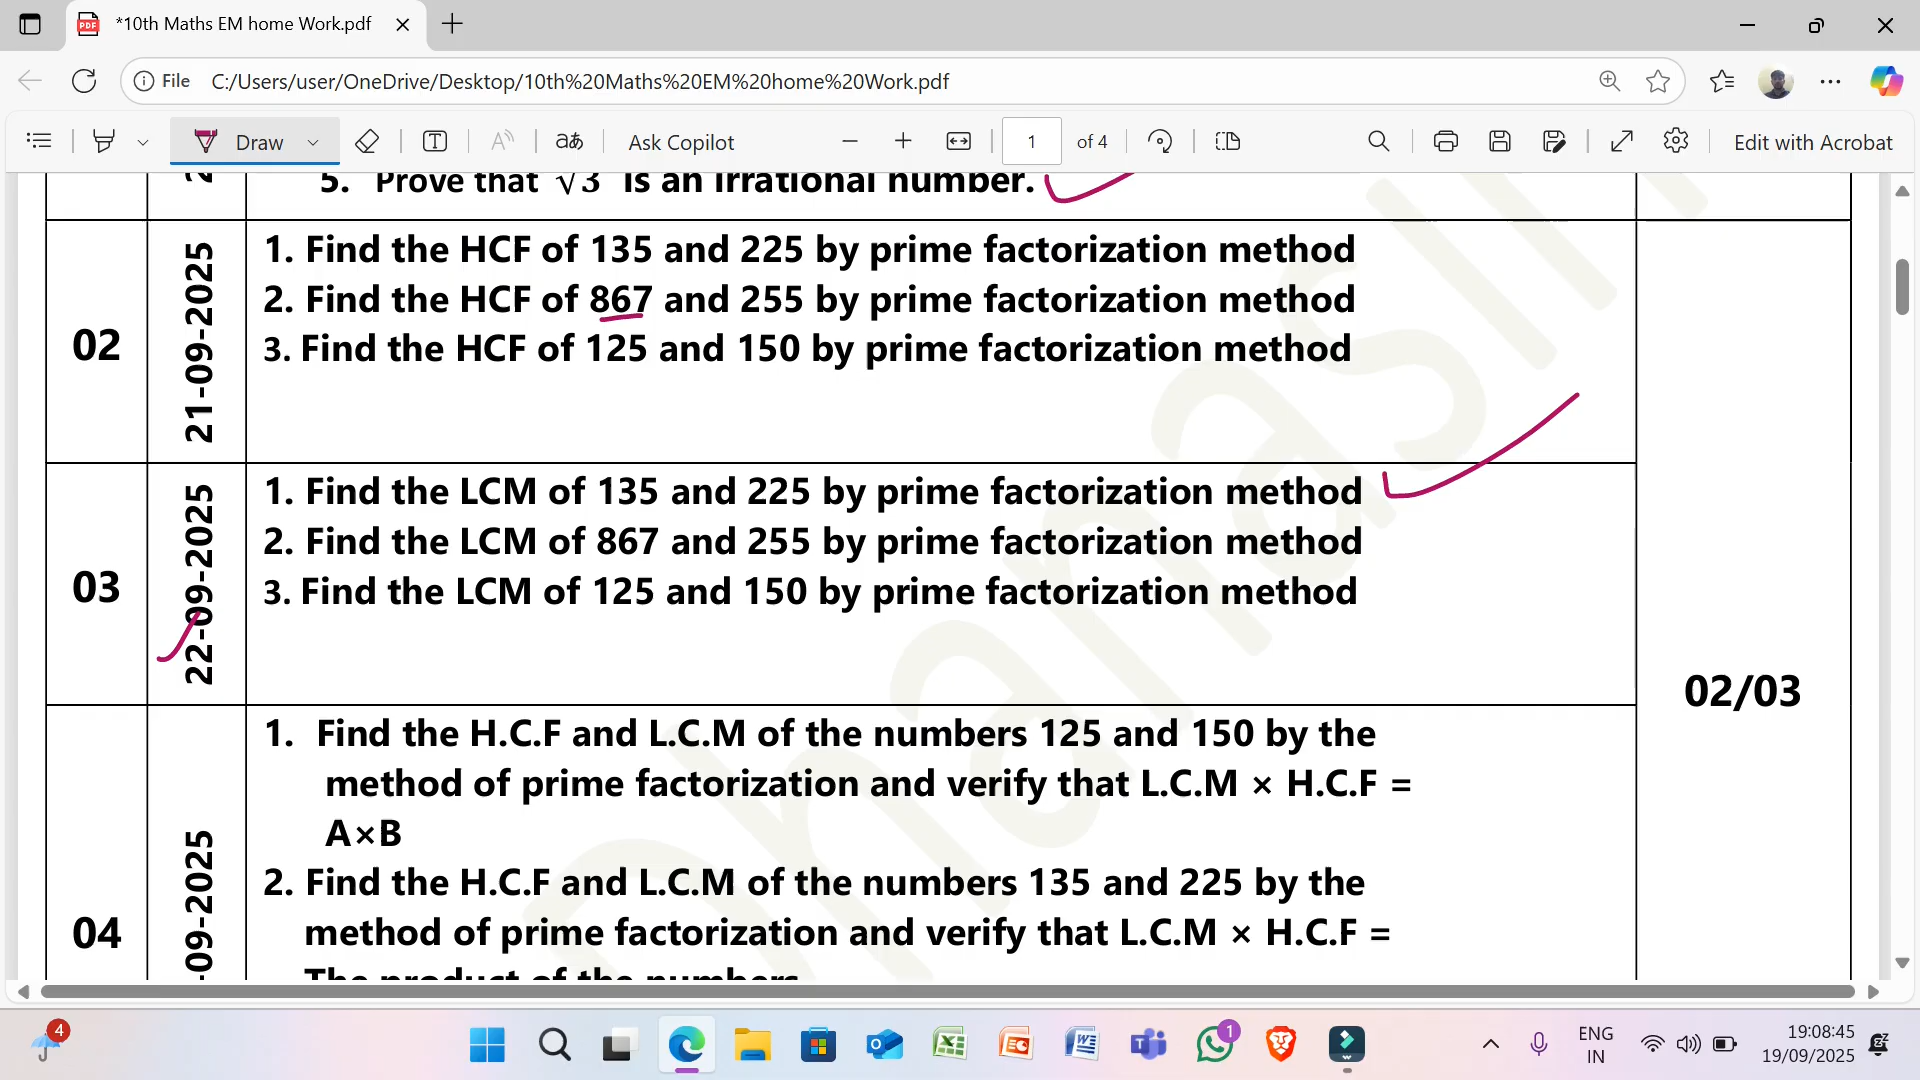 *10th Maths EM home Work.pdf
File C:/Users/user/OneDrive/Desktop/10th%20Maths%20EM%20home%20Work.pdf
Draw
Ask Copilot
1 of 4
Edit with Acrobat
5. Prove that √3 is an irrational number.
02
21-09-2025
1. Find the HCF of 135 and 225 by prime factorization method
2. Find the HCF of 867 and 255 by prime factorization method
3. Find the HCF of 125 and 150 by prime factorization method
03
22-09-2025
1. Find the LCM of 135 and 225 by prime factorization method
2. Find the LCM of 867 and 255 by prime factorization method
3. Find the LCM of 125 and 150 by prime factorization method
02/03
04
-09-2025
1. Find the H.C.F and L.C.M of the numbers 125 and 150 by the
method of prime factorization and verify that L.C.M × H.C.F =
A×B
2. Find the H.C.F and L.C.M of the numbers 135 and 225 by the
method of prime factorization and verify that L.C.M × H.C.F =
The product of the numbers
4
1
ENG
IN
19:08:45
19/09/2025